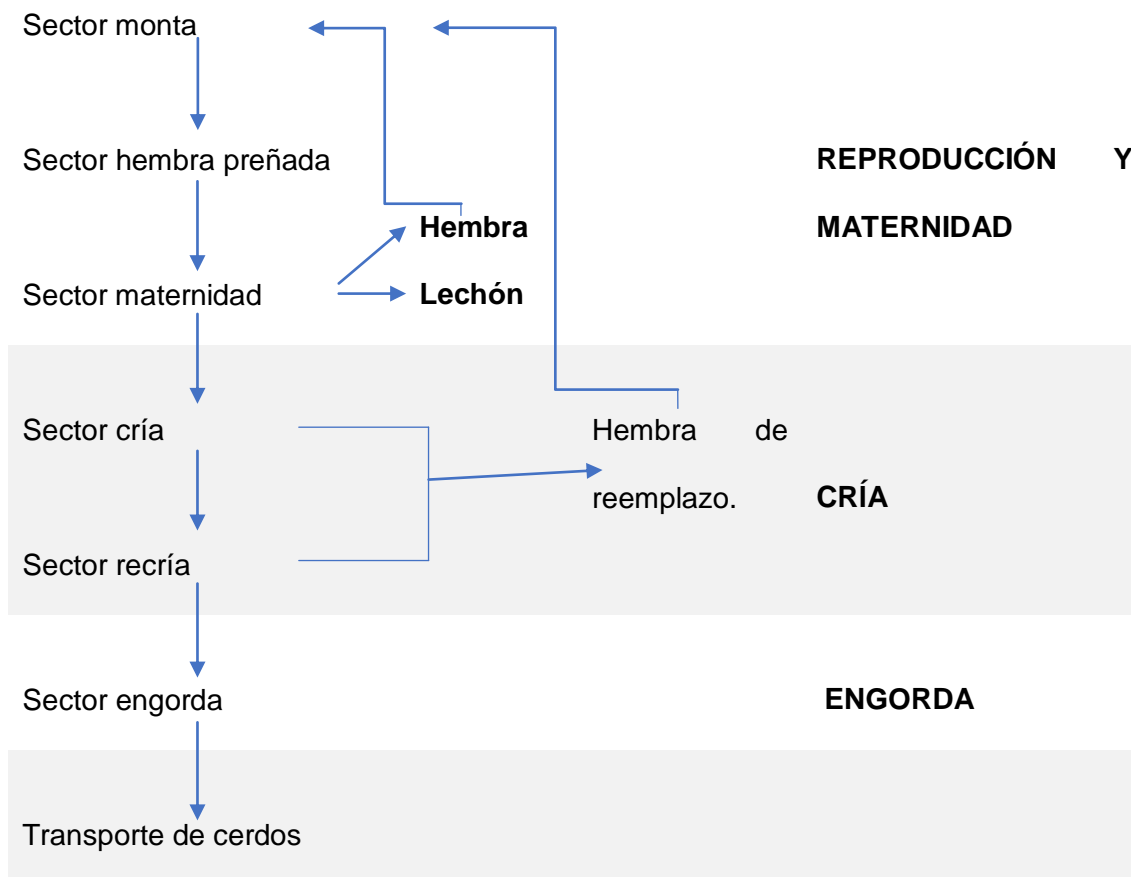 Sector monta
Sector hembra preñada
REPRODUCCIÓN Y
Hembra
MATERNIDAD
Sector maternidad
Lechón
Sector cría
Hembra de
reemplazo.
CRÍA
Sector recría
Sector engorda
ENGORDA
Transporte de cerdos